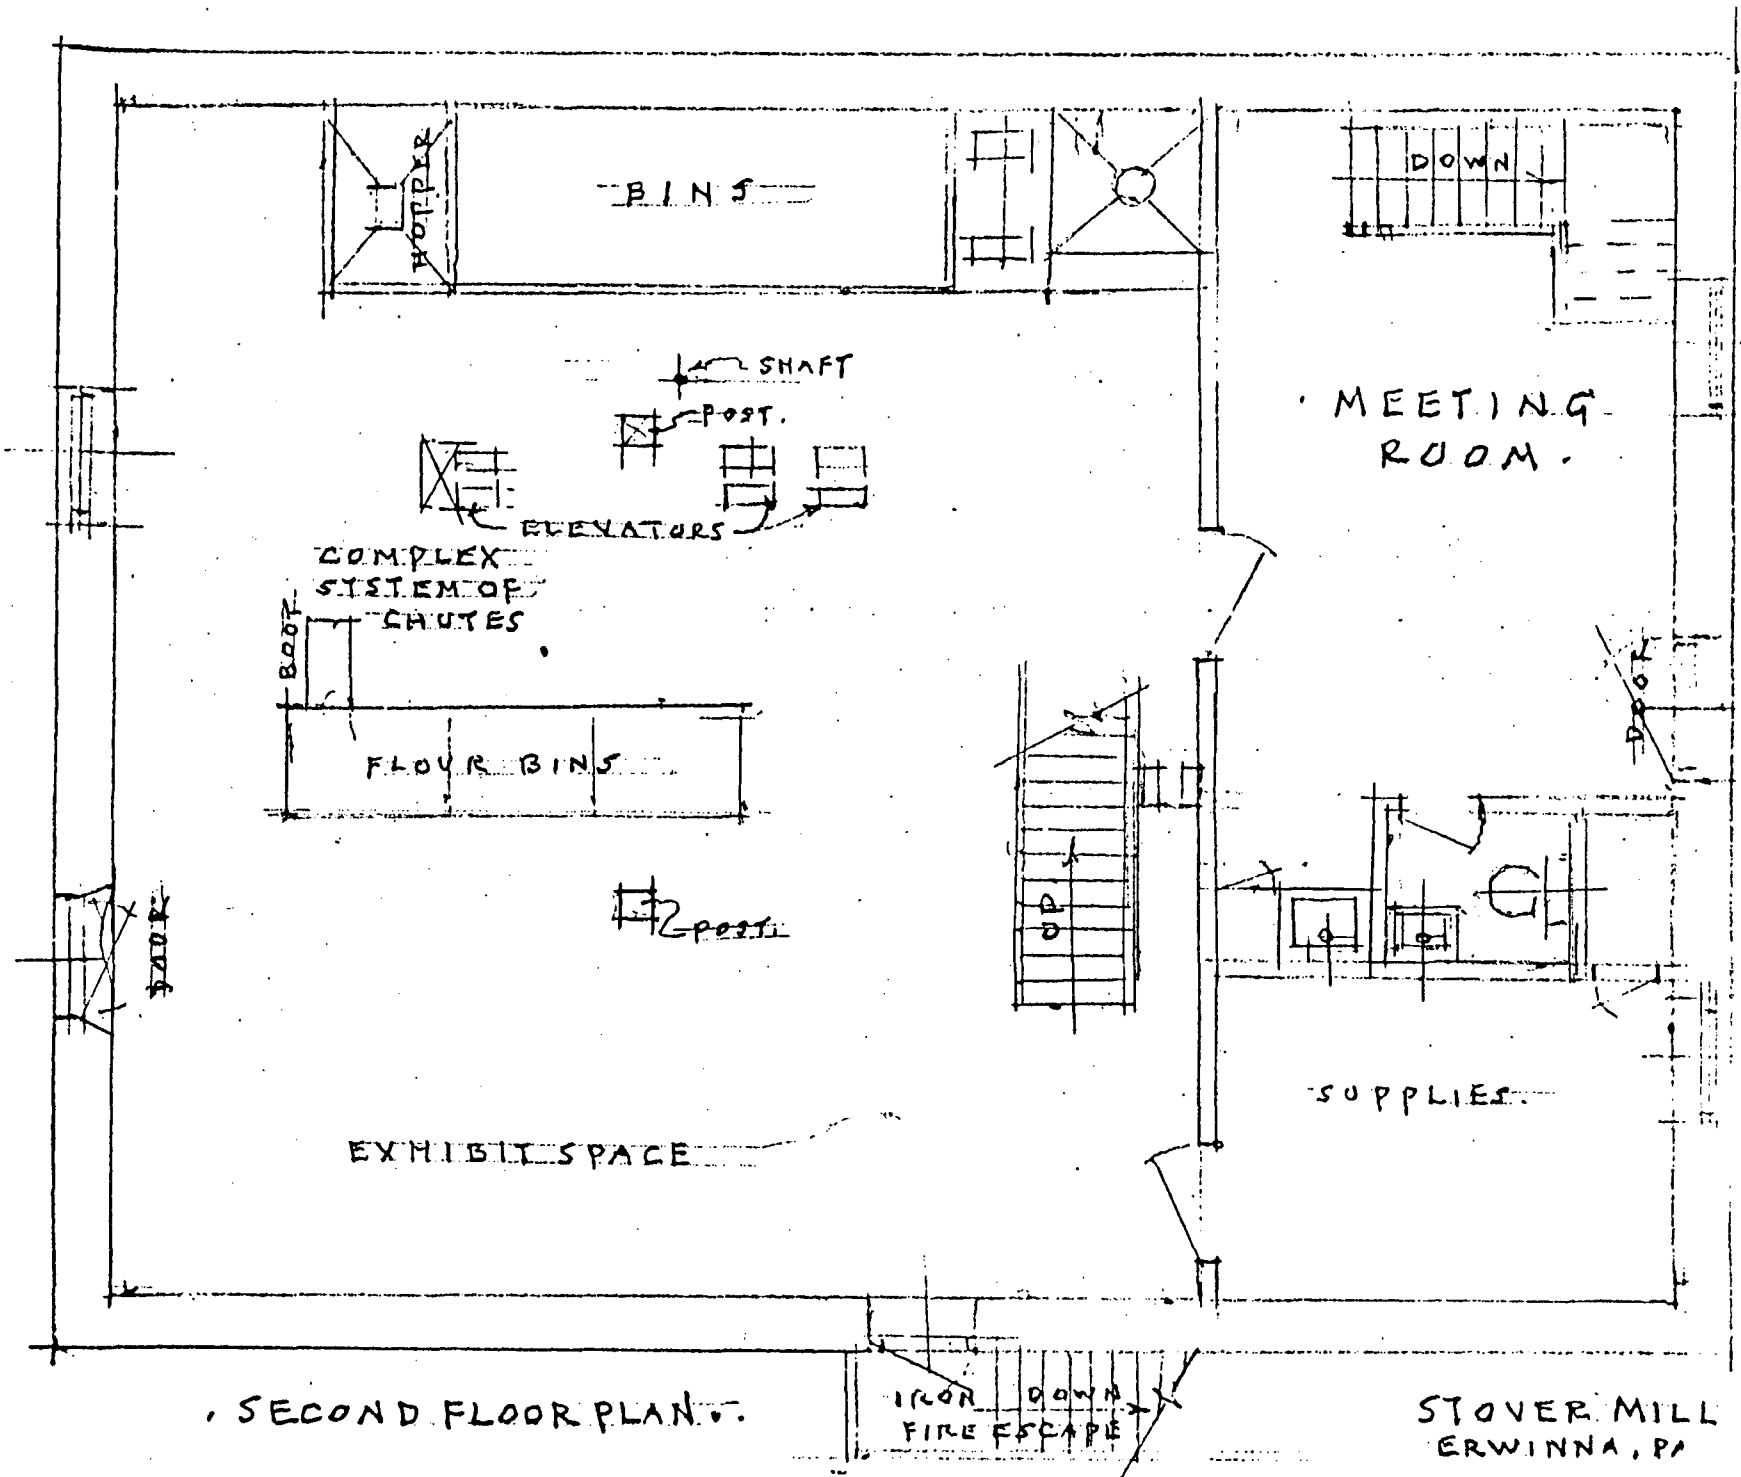 HOPPER
BINS
DOWN
SHAFT
POST.
MEETING
ROOM.
ELEVATORS
COMPLEX
SYSTEM OF
CHUTES
BOOT
DOOR
FLOUR BINS
UP
DOOR
POST.
SUPPLIES.
EXHIBIT SPACE
. SECOND FLOOR PLAN. .
IRON DOWN
FIRE ESCAPE
STOVER MILL
ERWINNA, PA